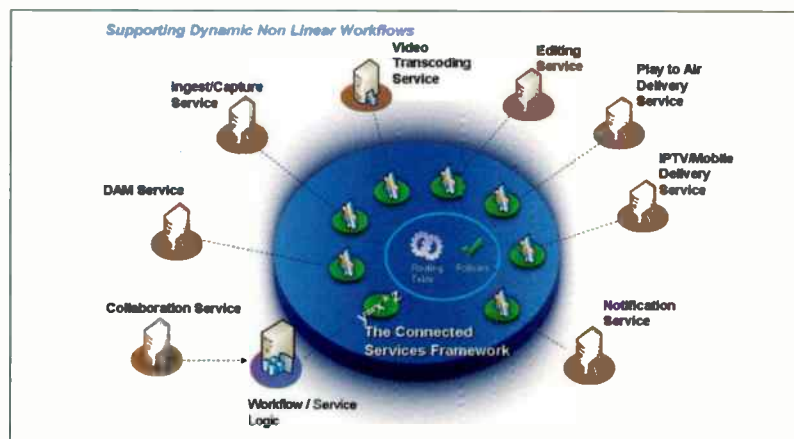 Supporting Dynamic Non Linear Workflows
Video
Transcoding
Service
Editing
Service
Play to Air
Delivery
Service
Ingest/Capture
Service
IPTV/Mobile
Delivery
Service
DAM Service
Routing
Table
Policies
Collaboration Service
Notification
Service
The Connected
Services Framework
Workflow / Service
Logic